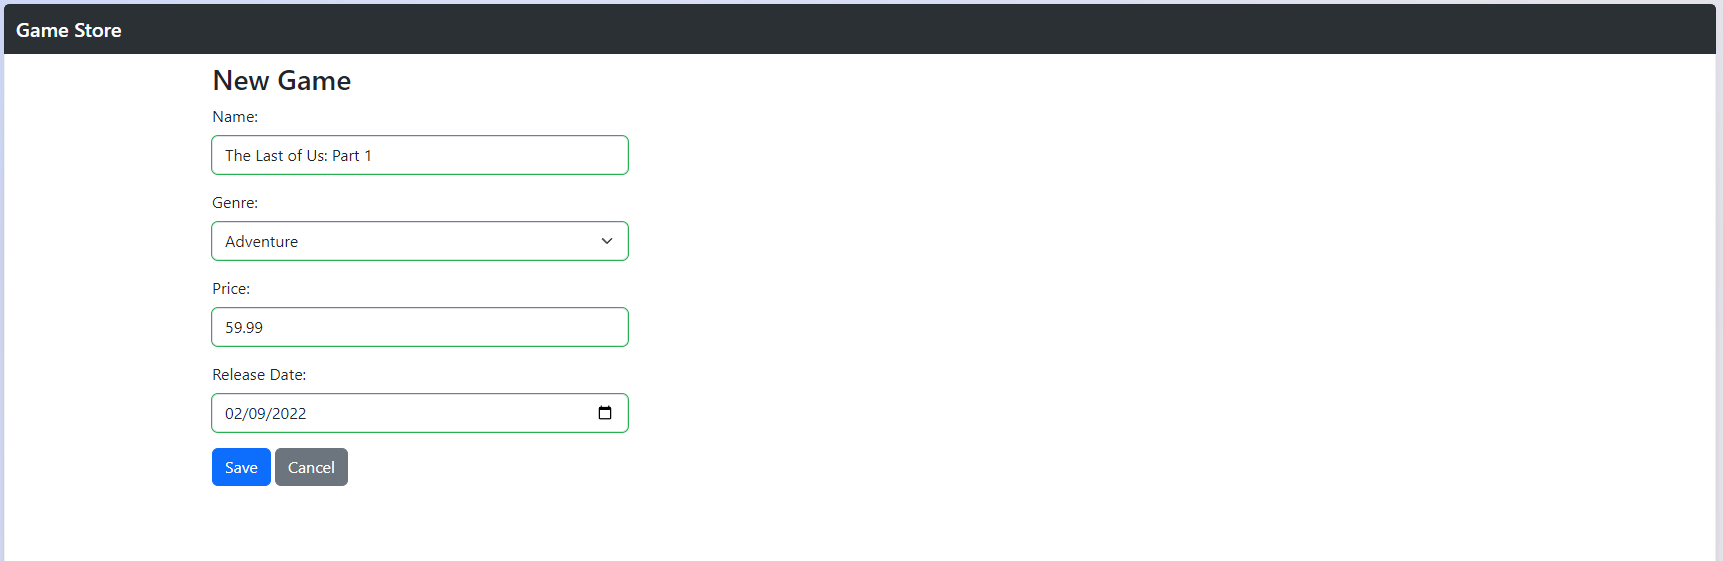 Game Store
New Game
Name:
The Last of Us: Part 1
Genre:
Adventure
Price:
59.99
Release Date:
02/09/2022
Save Cancel